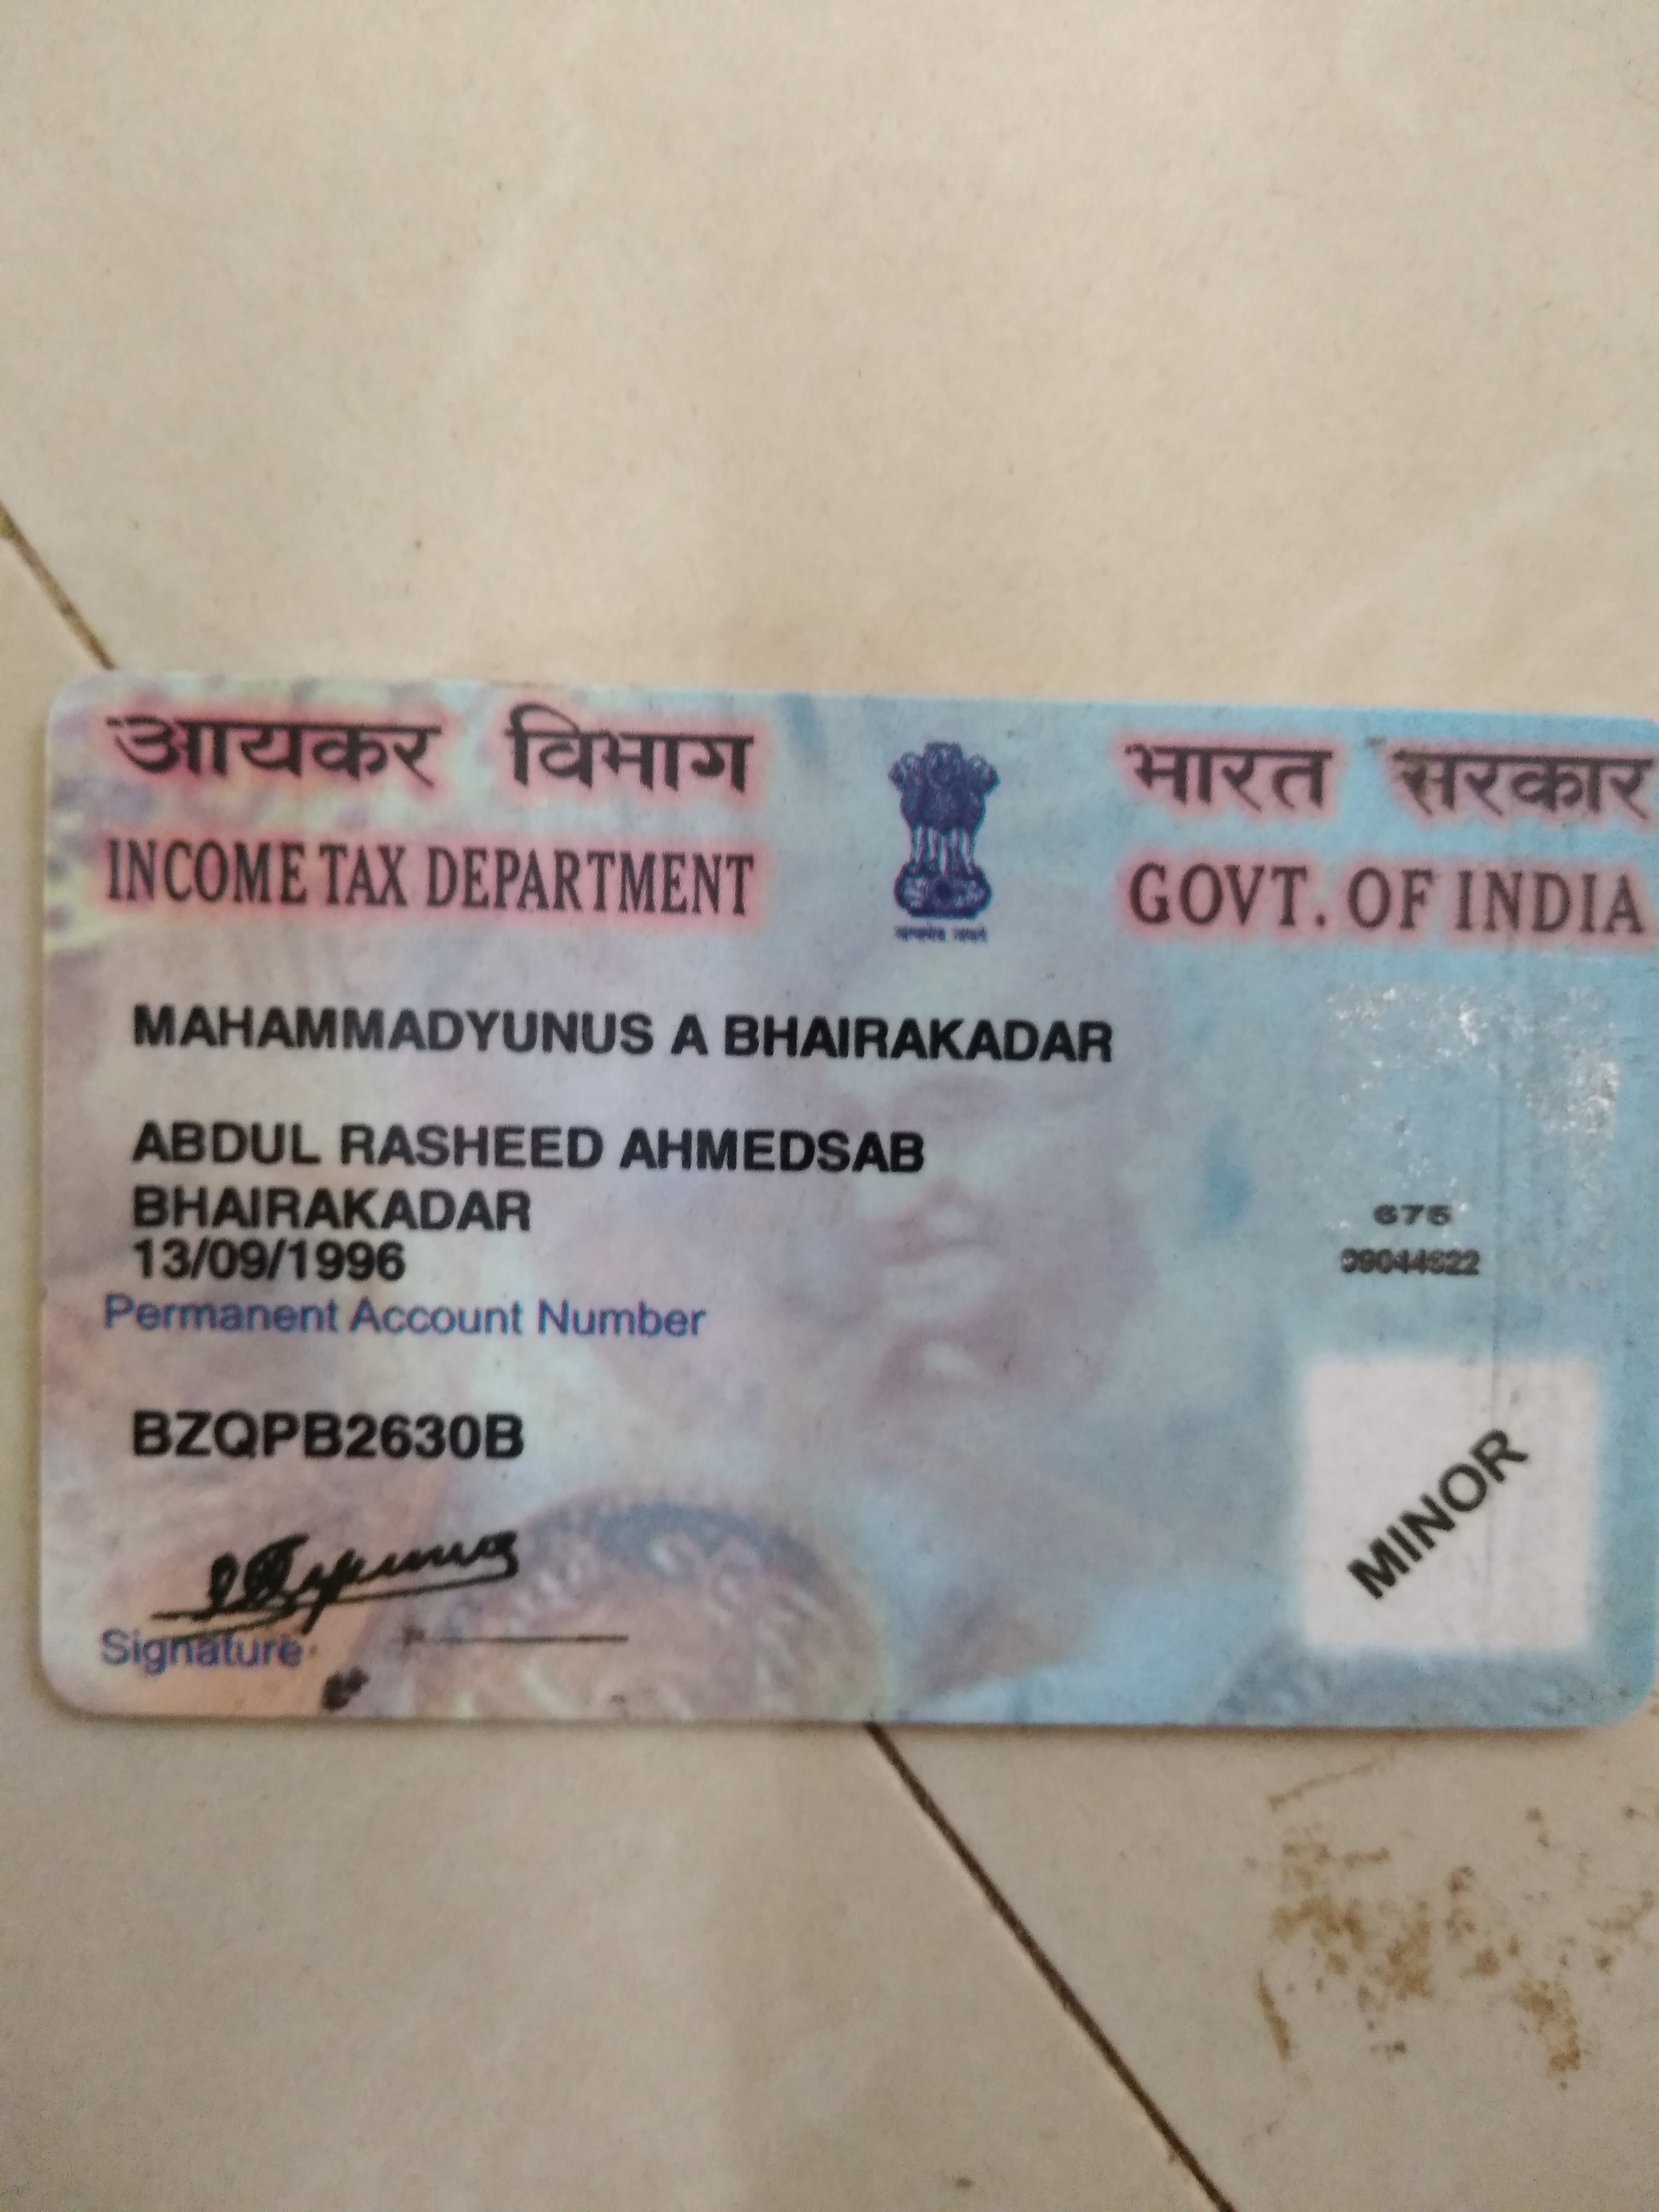 आयकर विभाग
INCOME TAX DEPARTMENT
भारत सरकार
GOVT. OF INDIA
MAHAMMADYUNUS A BHAIRAKADAR
ABDUL RASHEED AHMEDSAB
BHAIRAKADAR
13/09/1996
Permanent Account Number
BZQPB2630B
Signature
675
MINOR